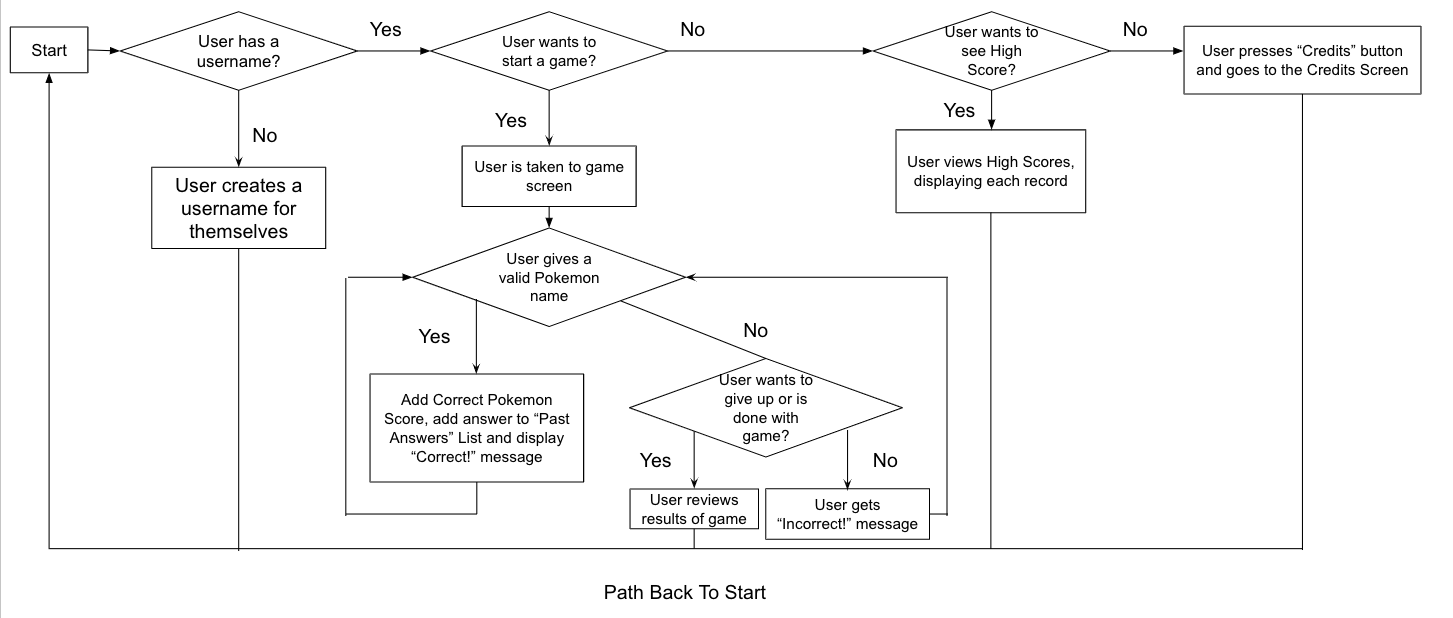 Start
User has a
username?
Yes
User wants to
start a game?
No
User wants to
see High
Score?
No
User presses “Credits” button
and goes to the Credits Screen
No
User creates a
username for
themselves
Yes
User is taken to game
screen
Yes
User views High Scores,
displaying each record
User gives a
valid Pokemon
name
Yes
No
Add Correct Pokemon
Score, add answer to “Past
Answers” List and display
“Correct!” message
User wants to
give up or is
done with
game?
Yes
No
User reviews
results of game
User gets
“Incorrect!” message
Path Back To Start